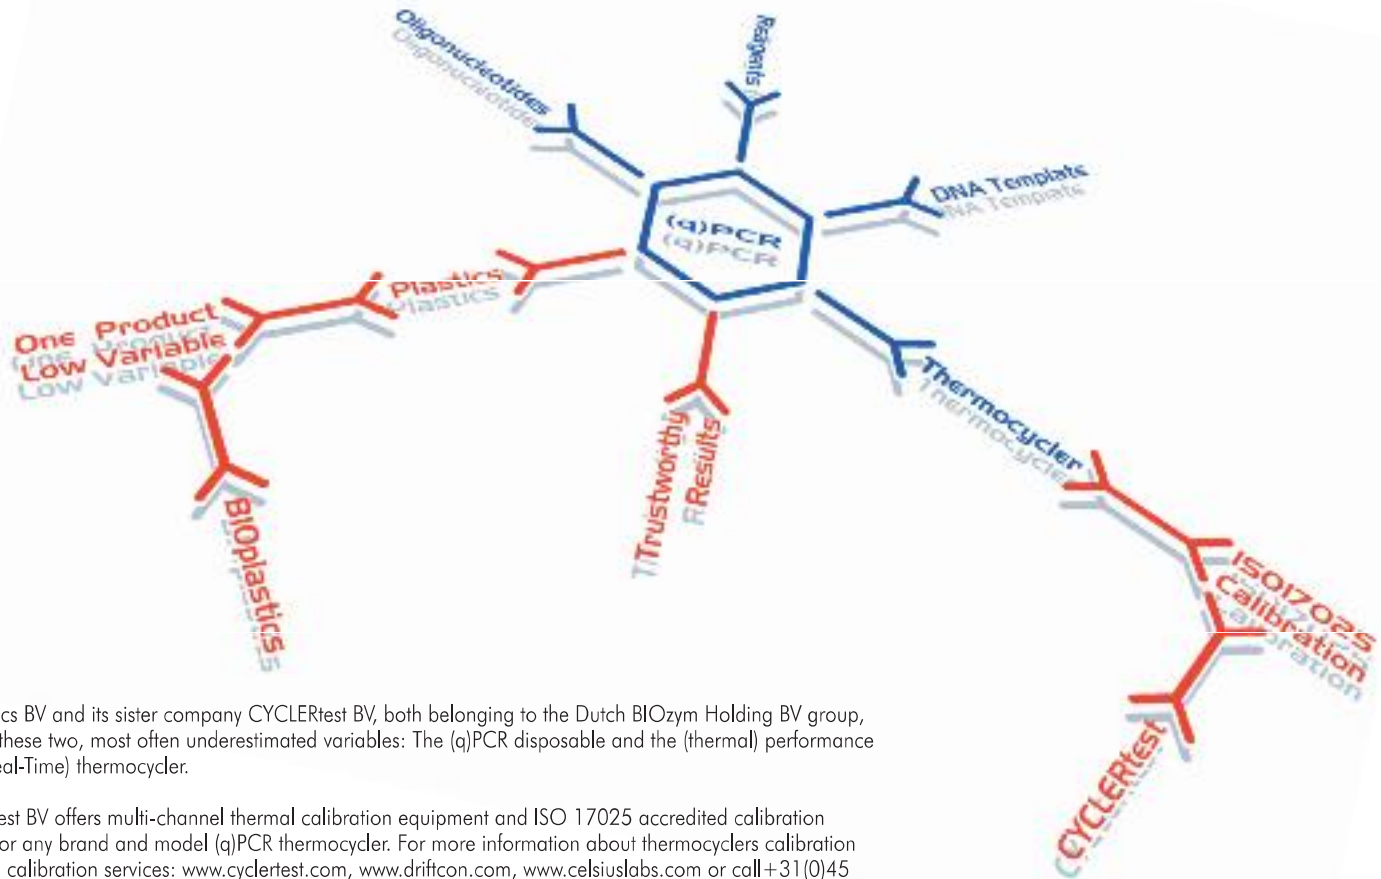 Oligonucleotides
Reagents
DNA Template
(q)PCR
Plastics
One Product
Low Variable
BIOplastics
Trustworthy
Results
Thermocycler
ISO17025
Calibration
CYCLERtest
cs BV and its sister company CYCLERtest BV, both belonging to the Dutch BIOzym Holding BV group,
these two, most often underestimated variables: The (q)PCR disposable and the (thermal) performance
eal-Time) thermocycler.
est BV offers multi-channel thermal calibration equipment and ISO 17025 accredited calibration
or any brand and model (q)PCR thermocycler. For more information about thermocyclers calibration
calibration services: www.cyclertest.com, www.driftcon.com, www.celsiuslabs.com or call+31(0)45